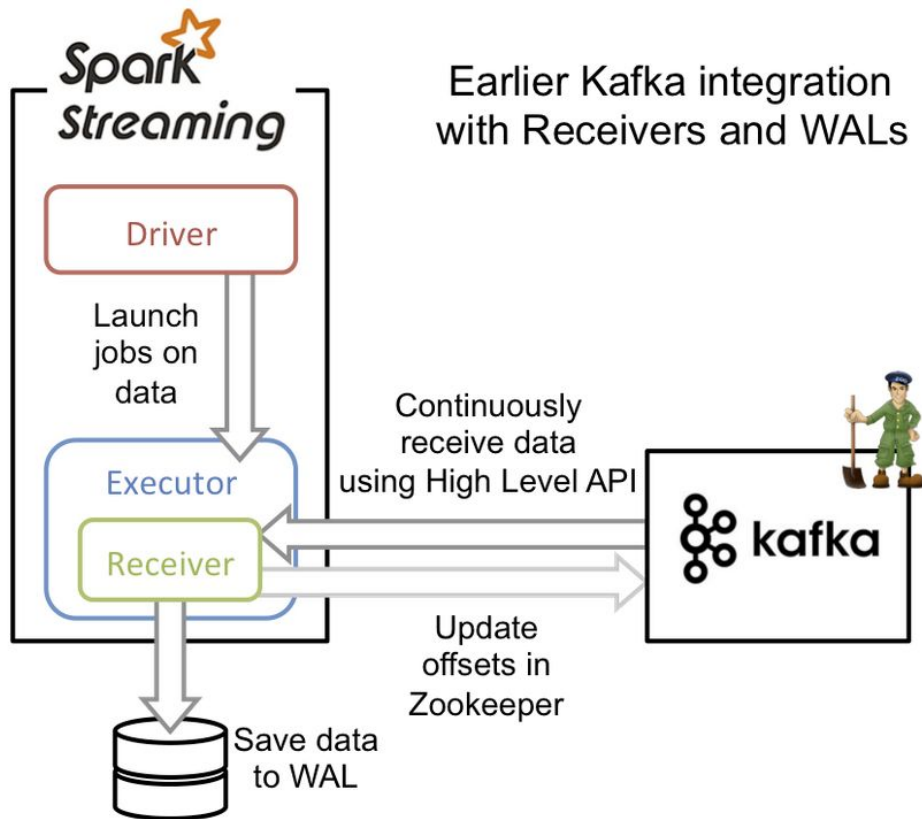 Spark
Streaming
Earlier Kafka integration
with Receivers and WALs
Driver
Launch
jobs on
data
Continuously
receive data
using High Level API
Executor
Receiver
kafka
Update
offsets in
Zookeeper
Save data
to WAL